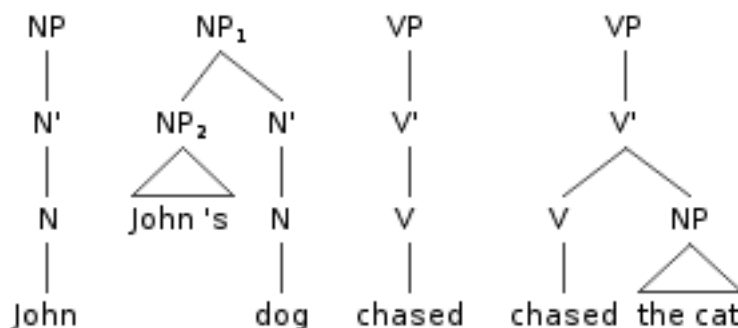 NP NP₁ VP VP
N' NP₂ N' V' V'
N John 's N V V NP
John dog chased chased the cat